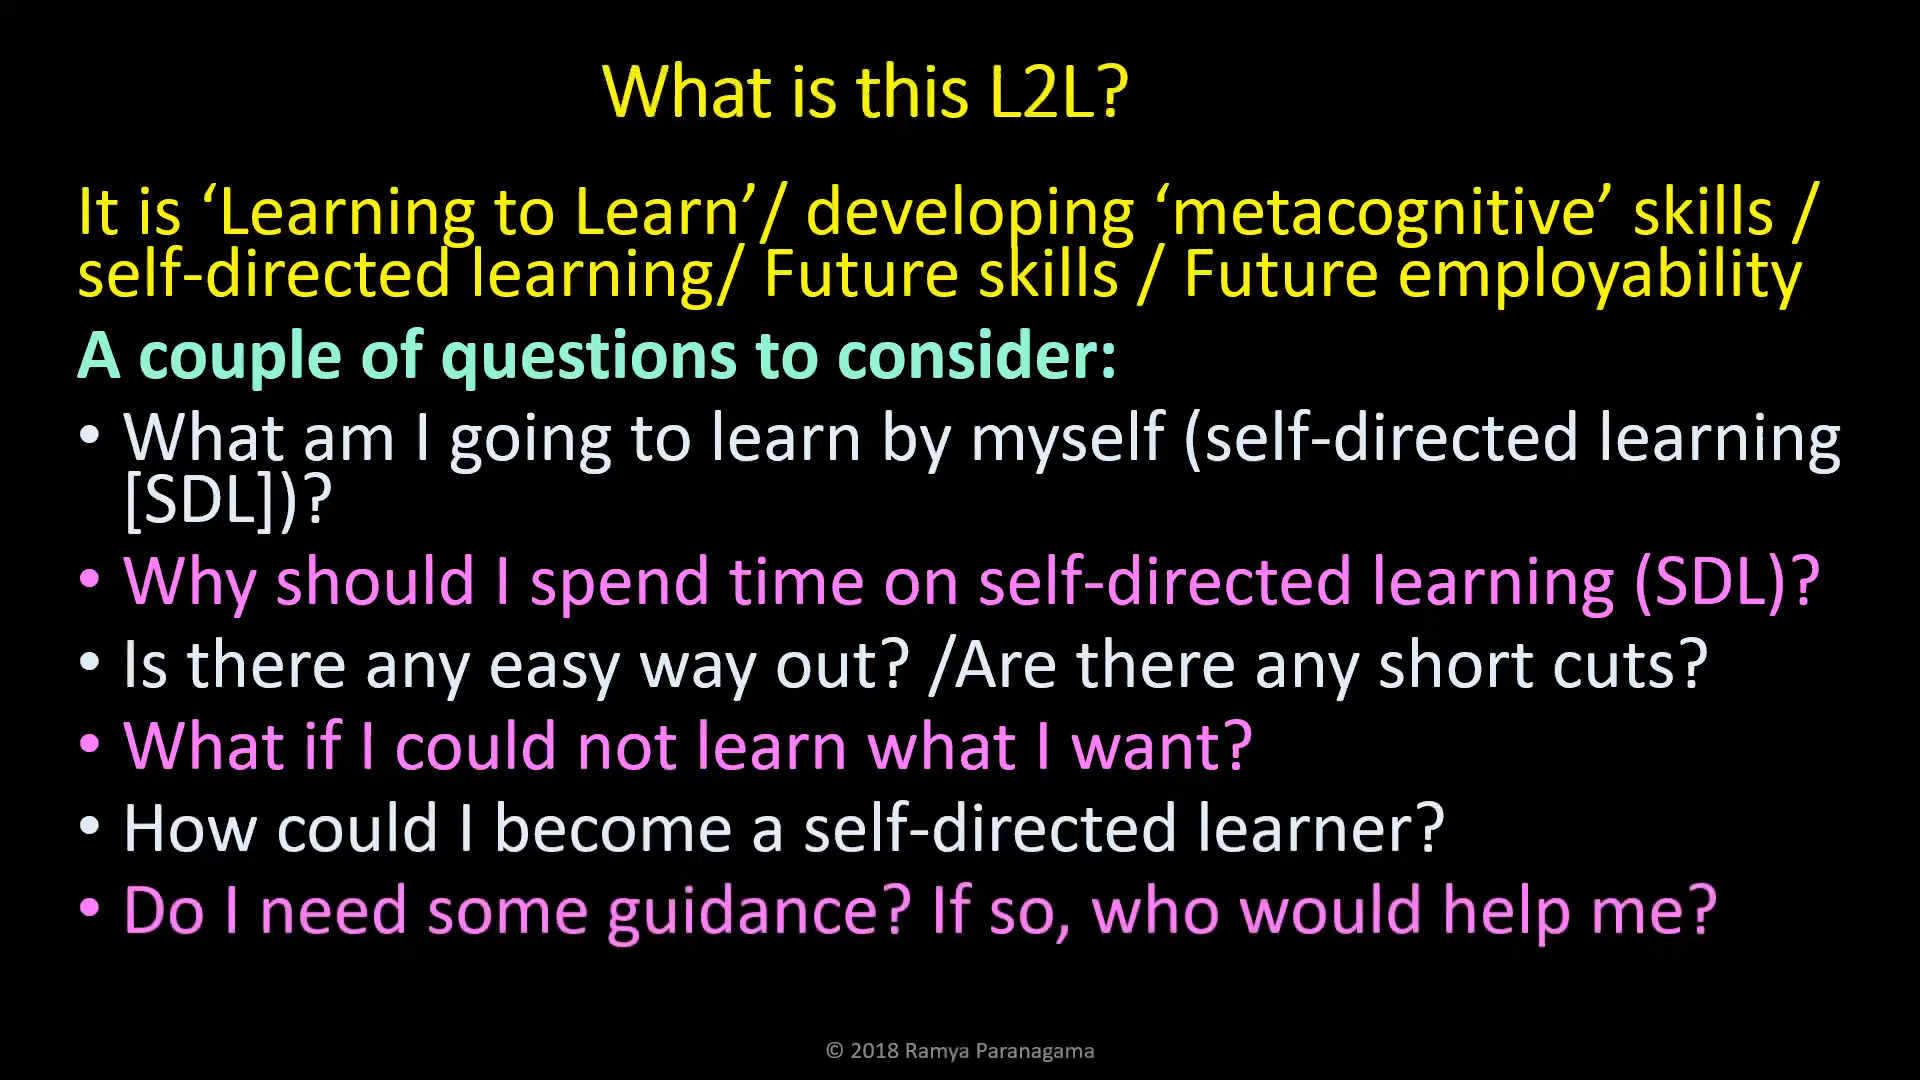 What is this L2L?
It is ‘Learning to Learn’/ developing ‘metacognitive’ skills /
self-directed learning/ Future skills / Future employability
A couple of questions to consider:
• What am I going to learn by myself (self-directed learning
[SDL])?
• Why should I spend time on self-directed learning (SDL)?
• Is there any easy way out? /Are there any short cuts?
• What if I could not learn what I want?
• How could I become a self-directed learner?
• Do I need some guidance? If so, who would help me?
© 2018 Ramya Paranagama